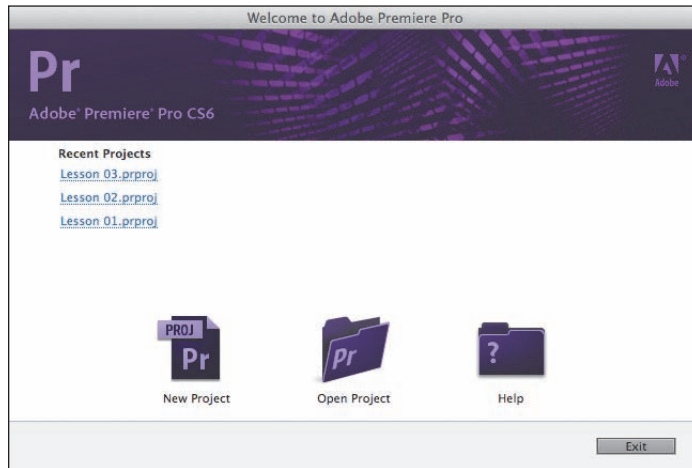 Welcome to Adobe Premiere Pro
Pr
Adobe® Premiere® Pro CS6
Adobe
Recent Projects
Lesson 03.prproj
Lesson 02.prproj
Lesson 01.prproj
PROJ
Pr
Pr
?
New Project
Open Project
Help
Exit